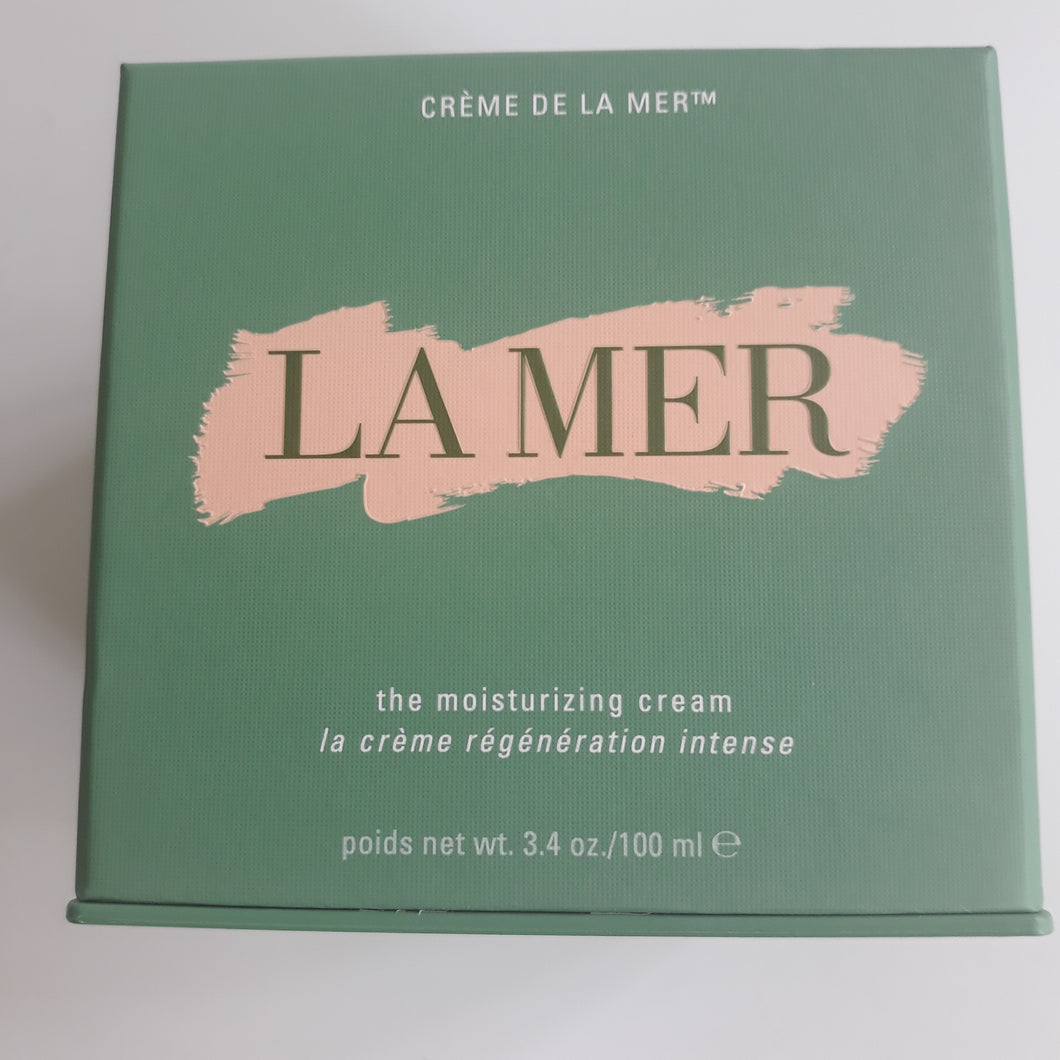 CRÈME DE LA MER™
LA MER
the moisturizing cream
la crème régénération intense
poids net wt. 3.4 oz./100 ml ℮